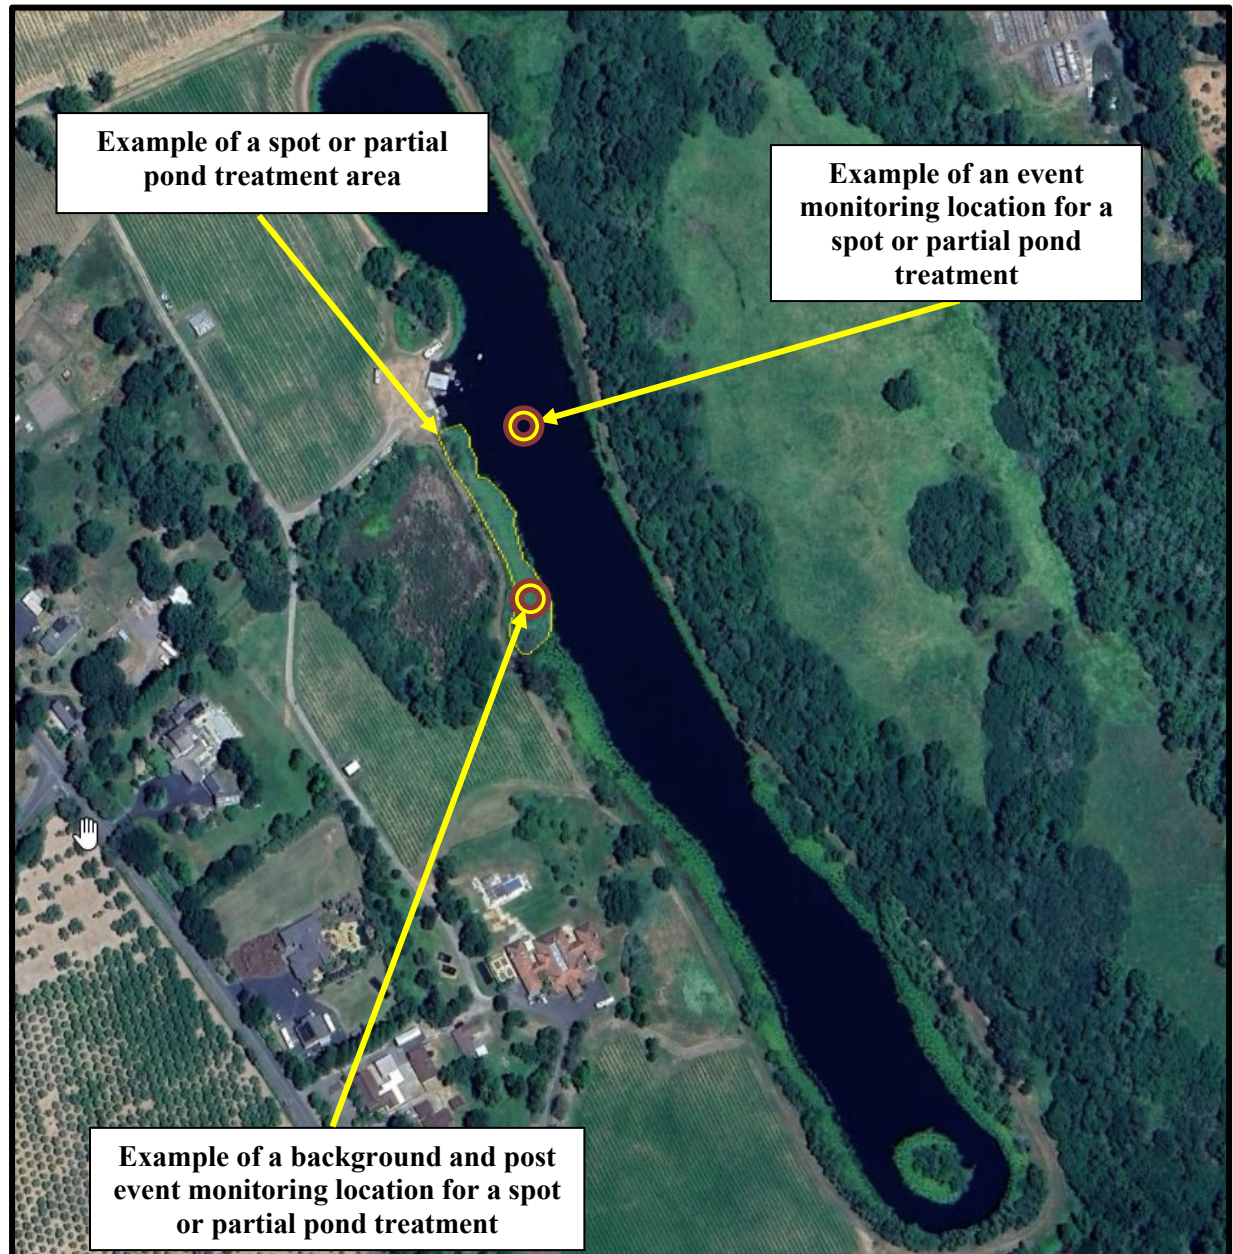 Example of a spot or partial
pond treatment area
Example of an event
monitoring location for a
spot or partial pond
treatment
Example of a background and post
event monitoring location for a spot
or partial pond treatment